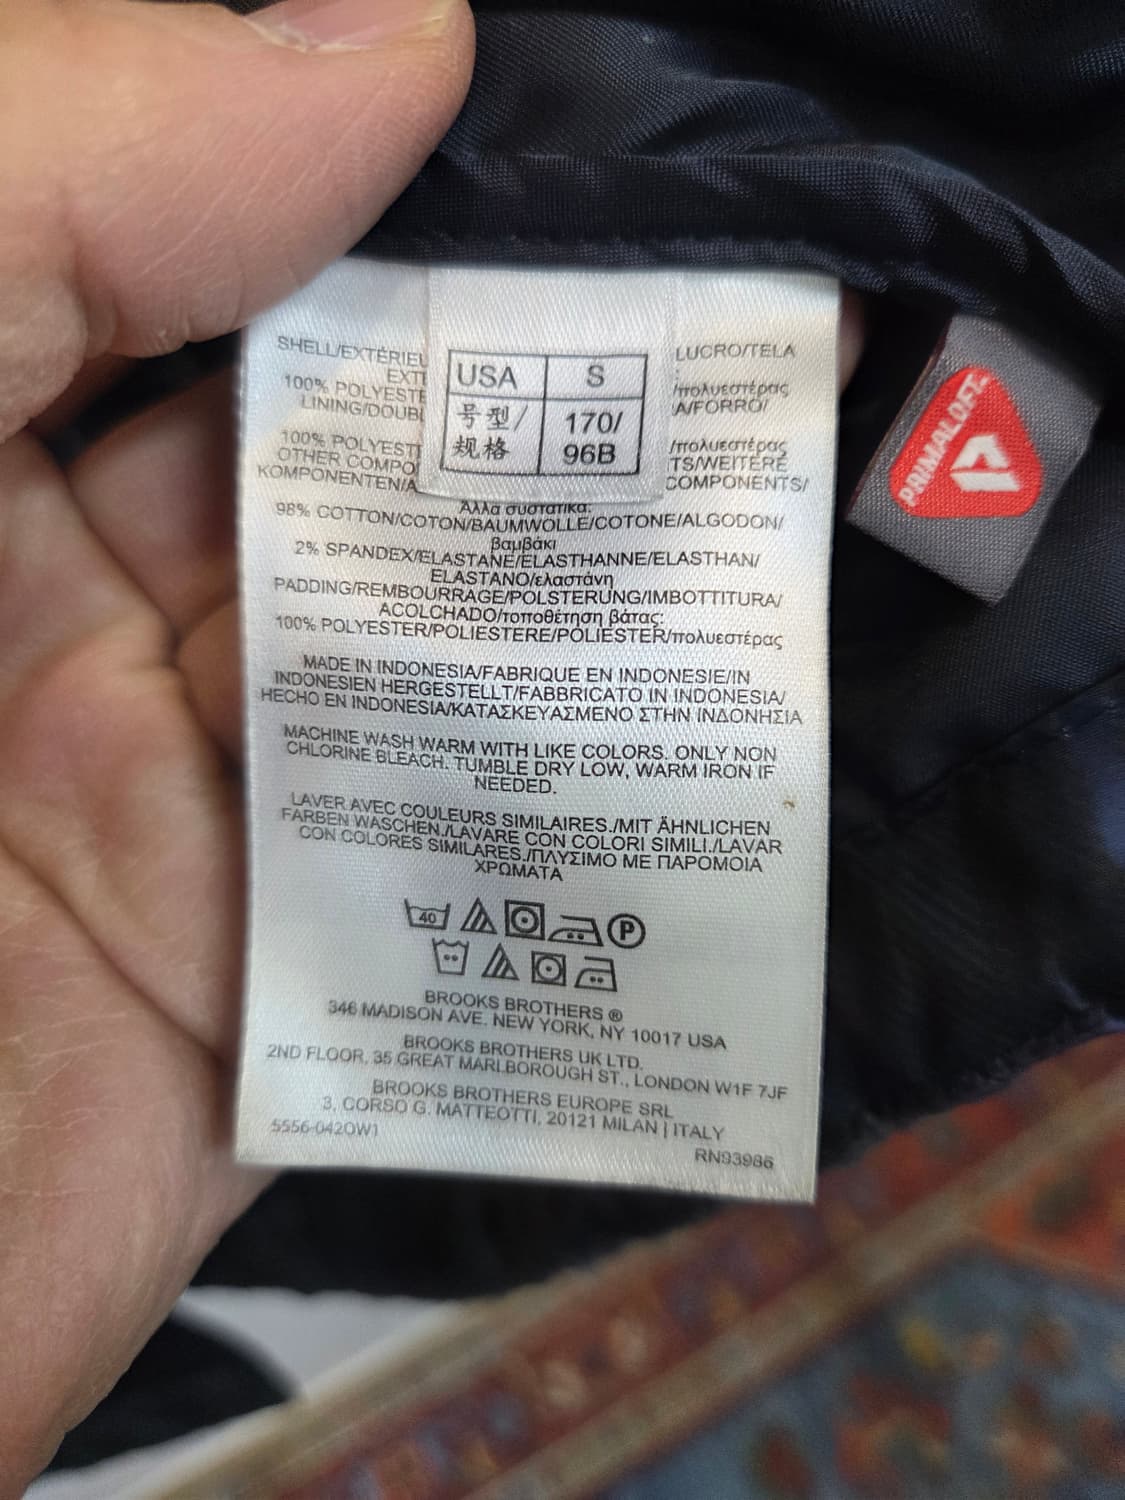 SHELL/EXTÉRIEU
LUCRO/TELA
EXT
100% POLYESTE
/πολυεστέρας
LINING/DOUBL
A/FORRO/
100% POLYEST
/πολυεστέρας
OTHER COMPO
TS/WEITERE
KOMPONENTEN/A
COMPONENTS/
USA S
号型/ 170/
规格 96B
Άλλα συστατικά:
98% COTTON/COTON/BAUMWOLLE/COTONE/ALGODON/
βαμβάκι
2% SPANDEX/ELASTANE/ELASTHANNE/ELASTHAN/
ELASTANO/ελαστάνη
PADDING/REMBOURRAGE/POLSTERUNG/IMBOTTITURA/
ACOLCHADO/τοποθέτηση βάτας:
100% POLYESTER/POLIESTERE/POLIESTER/πολυεστέρας
MADE IN INDONESIA/FABRIQUE EN INDONESIE/IN
INDONESIEN HERGESTELLT/FABBRICATO IN INDONESIA/
HECHO EN INDONESIA/ΚΑΤΑΣΚΕΥΑΣΜΕΝΟ ΣΤΗΝ ΙΝΔΟΝΗΣΙΑ
MACHINE WASH WARM WITH LIKE COLORS. ONLY NON
CHLORINE BLEACH. TUMBLE DRY LOW, WARM IRON IF
NEEDED.
LAVER AVEC COULEURS SIMILAIRES./MIT ÄHNLICHEN
FARBEN WASCHEN./LAVARE CON COLORI SIMILI./LAVAR
CON COLORES SIMILARES./ΠΛΥΣΙΜΟ ΜΕ ΠΑΡΟΜΟΙΑ
ΧΡΩΜΑΤΑ
40 P
BROOKS BROTHERS ®
346 MADISON AVE. NEW YORK, NY 10017 USA
BROOKS BROTHERS UK LTD.
2ND FLOOR, 35 GREAT MARLBOROUGH ST., LONDON W1F 7JF
BROOKS BROTHERS EUROPE SRL
3, CORSO G. MATTEOTTI, 20121 MILAN | ITALY
5556-042OW1
RN93986
PRIMALOFT